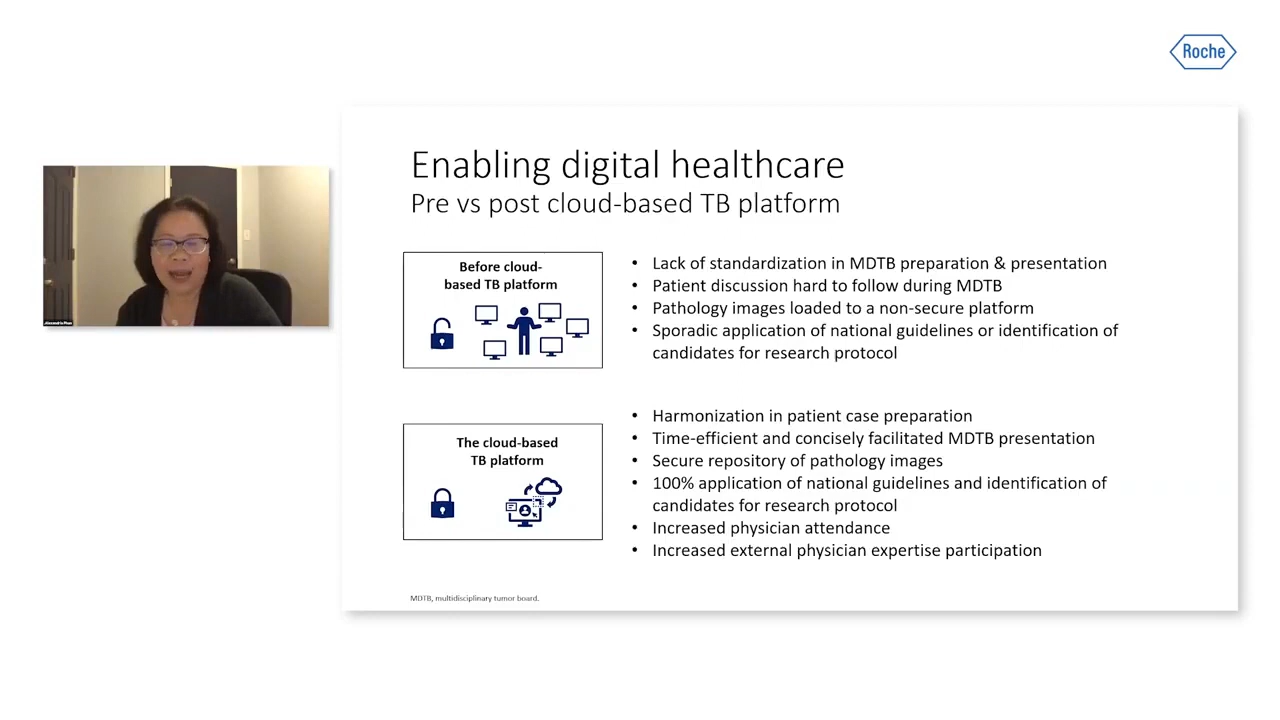 Roche
Enabling digital healthcare
Pre vs post cloud-based TB platform
Before cloud-
based TB platform
• Lack of standardization in MDTB preparation & presentation
• Patient discussion hard to follow during MDTB
• Pathology images loaded to a non-secure platform
• Sporadic application of national guidelines or identification of
candidates for research protocol
The cloud-based
TB platform
• Harmonization in patient case preparation
• Time-efficient and concisely facilitated MDTB presentation
• Secure repository of pathology images
• 100% application of national guidelines and identification of
candidates for research protocol
• Increased physician attendance
• Increased external physician expertise participation
MDTB, multidisciplinary tumor board.
Alexandria Phan